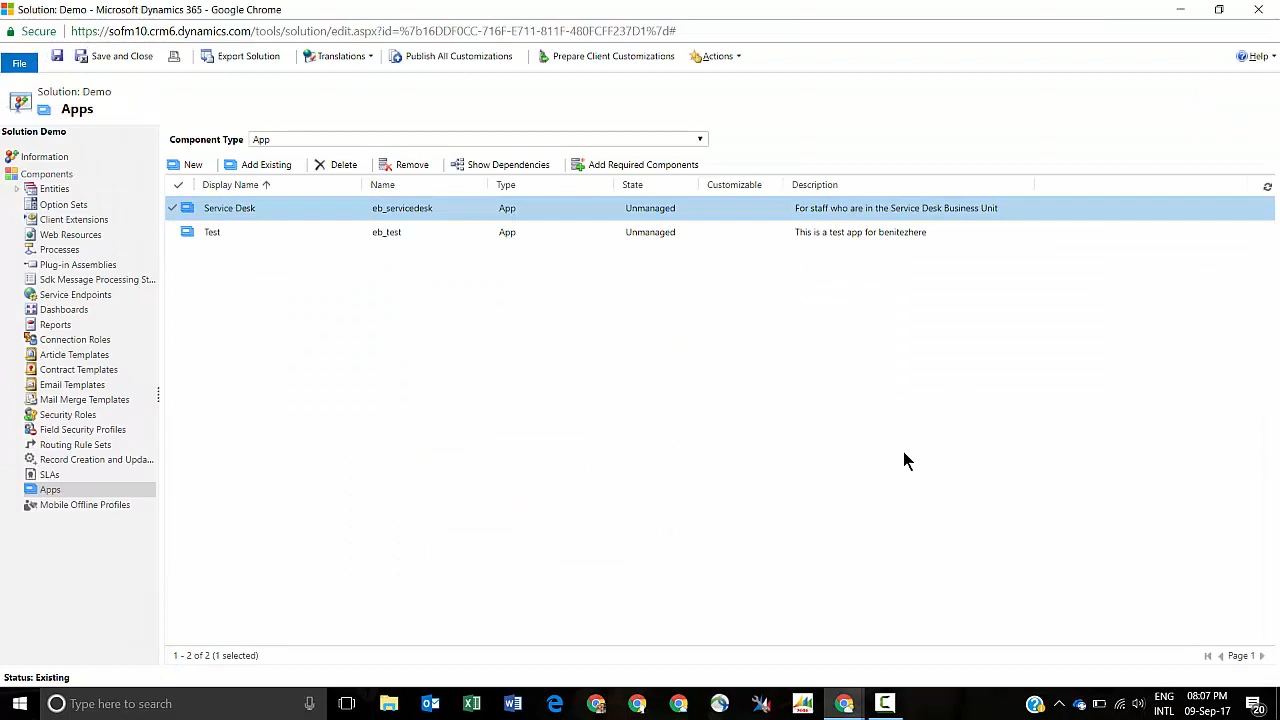 Solution: Demo - Microsoft Dynamics 365 - Google Chrome
Secure https://sofm10.crm6.dynamics.com/tools/solution/edit.aspx?id=%7b16DDF0CC-716F-E711-811F-480FCFF237D1%7d#
File Save and Close Export Solution Translations Publish All Customizations Prepare Client Customizations Actions Help
Solution: Demo
Apps
Solution Demo
Information
Components
Entities
Option Sets
Client Extensions
Web Resources
Processes
Plug-in Assemblies
Sdk Message Processing St...
Service Endpoints
Dashboards
Reports
Connection Roles
Article Templates
Contract Templates
Email Templates
Mail Merge Templates
Security Roles
Field Security Profiles
Routing Rule Sets
Record Creation and Upda...
SLAs
Apps
Mobile Offline Profiles
Component Type App
New Add Existing Delete Remove Show Dependencies Add Required Components
Display Name Name Type State Customizable Description
Service Desk eb_servicedesk App Unmanaged For staff who are in the Service Desk Business Unit
Test eb_test App Unmanaged This is a test app for benitezhere
1 - 2 of 2 (1 selected) Page 1
Status: Existing
Type here to search
ENG 08:07 PM
INTL 09-Sep-17 20